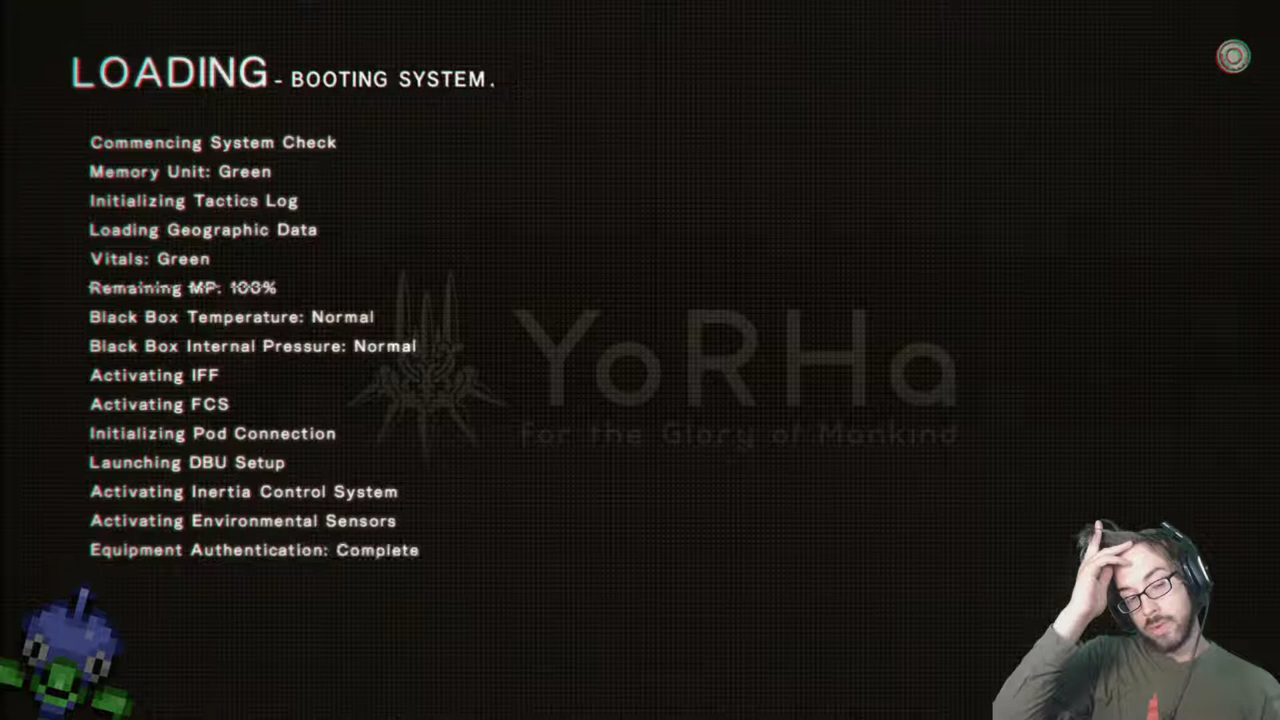 LOADING - BOOTING SYSTEM.
Commencing System Check
Memory Unit: Green
Initializing Tactics Log
Loading Geographic Data
Vitals: Green
Remaining MP: 100%
Black Box Temperature: Normal
Black Box Internal Pressure: Normal
Activating IFF
Activating FCS
Initializing Pod Connection
Launching DBU Setup
Activating Inertia Control System
Activating Environmental Sensors
Equipment Authentication: Complete
YoRHa
For the Glory of Mankind